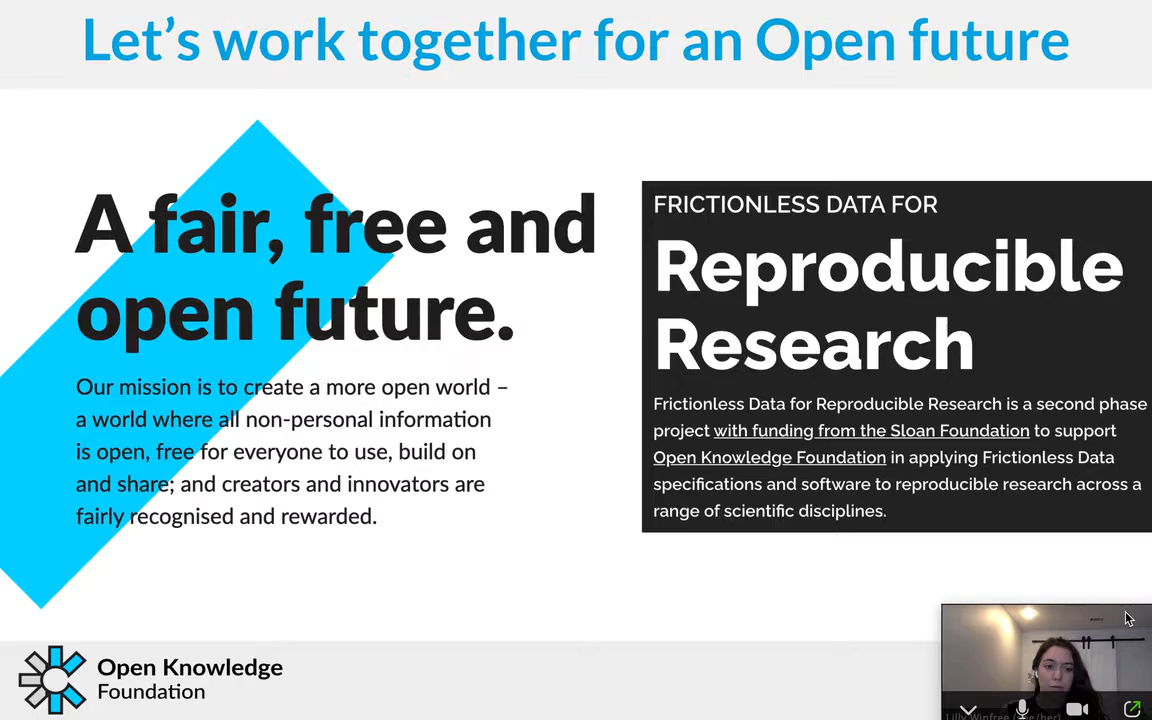 Let's work together for an Open future
A fair, free and
open future.
Our mission is to create a more open world –
a world where all non-personal information
is open, free for everyone to use, build on
and share; and creators and innovators are
fairly recognised and rewarded.
FRICTIONLESS DATA FOR
Reproducible
Research
Frictionless Data for Reproducible Research is a second phase
project with funding from the Sloan Foundation to support
Open Knowledge Foundation in applying Frictionless Data
specifications and software to reproducible research across a
range of scientific disciplines.
Open Knowledge
Foundation
Lilly Winfree (she/her)